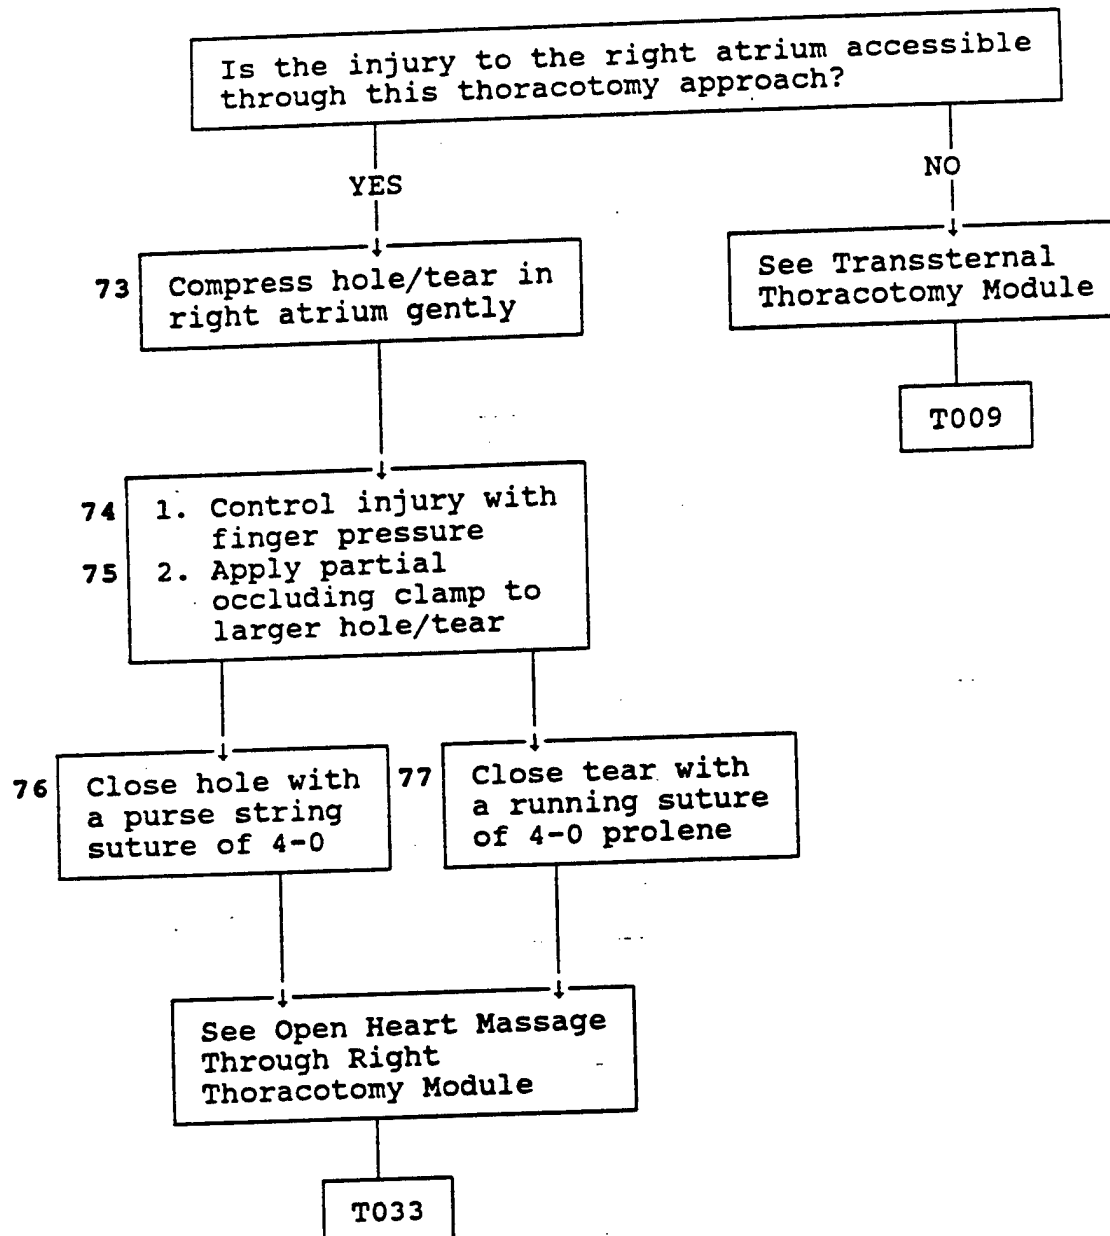 Is the injury to the right atrium accessible
through this thoracotomy approach?
YES
NO
73
Compress hole/tear in
right atrium gently
See Transsternal
Thoracotomy Module
T009
74
1. Control injury with
finger pressure
75
2. Apply partial
occluding clamp to
larger hole/tear
76
Close hole with
a purse string
suture of 4-0
77
Close tear with
a running suture
of 4-0 prolene
See Open Heart Massage
Through Right
Thoracotomy Module
T033